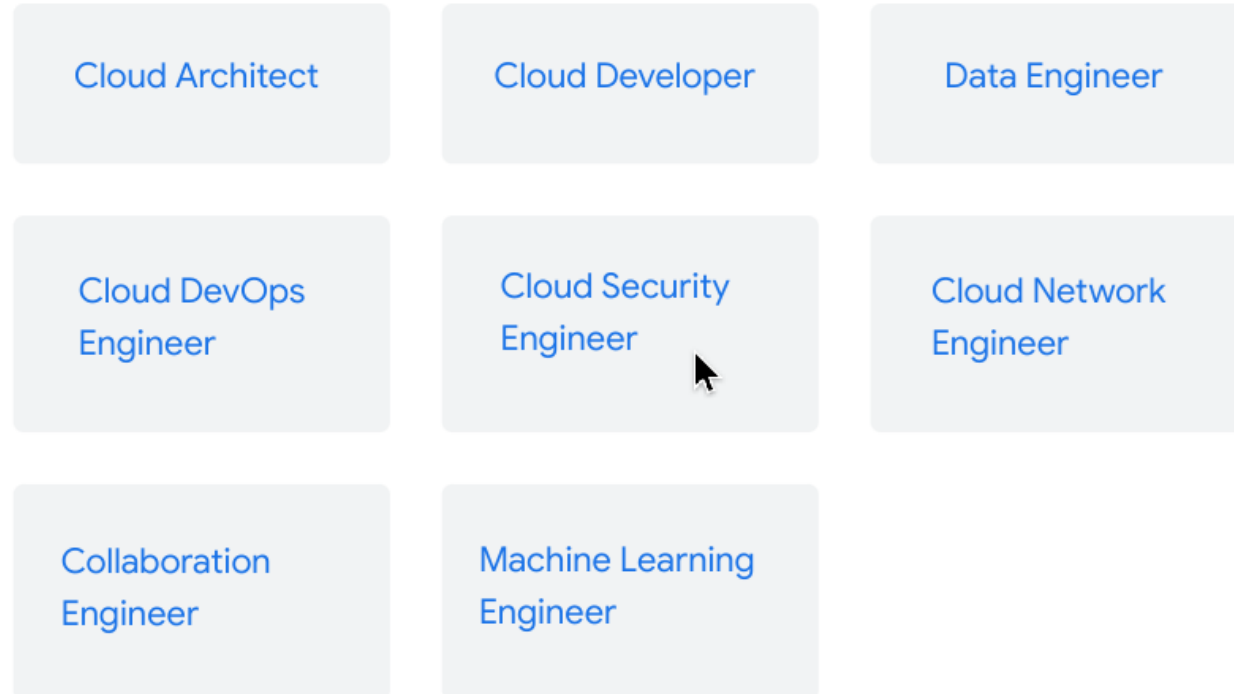 Cloud Architect
Cloud Developer
Data Engineer
Cloud DevOps
Engineer
Cloud Security
Engineer
Cloud Network
Engineer
Collaboration
Engineer
Machine Learning
Engineer